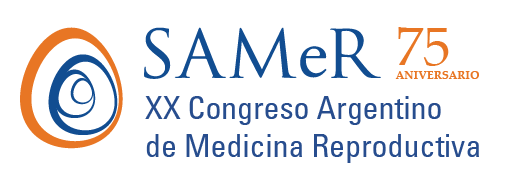 SAMeR 75
ANIVERSARIO
XX Congreso Argentino
de Medicina Reproductiva